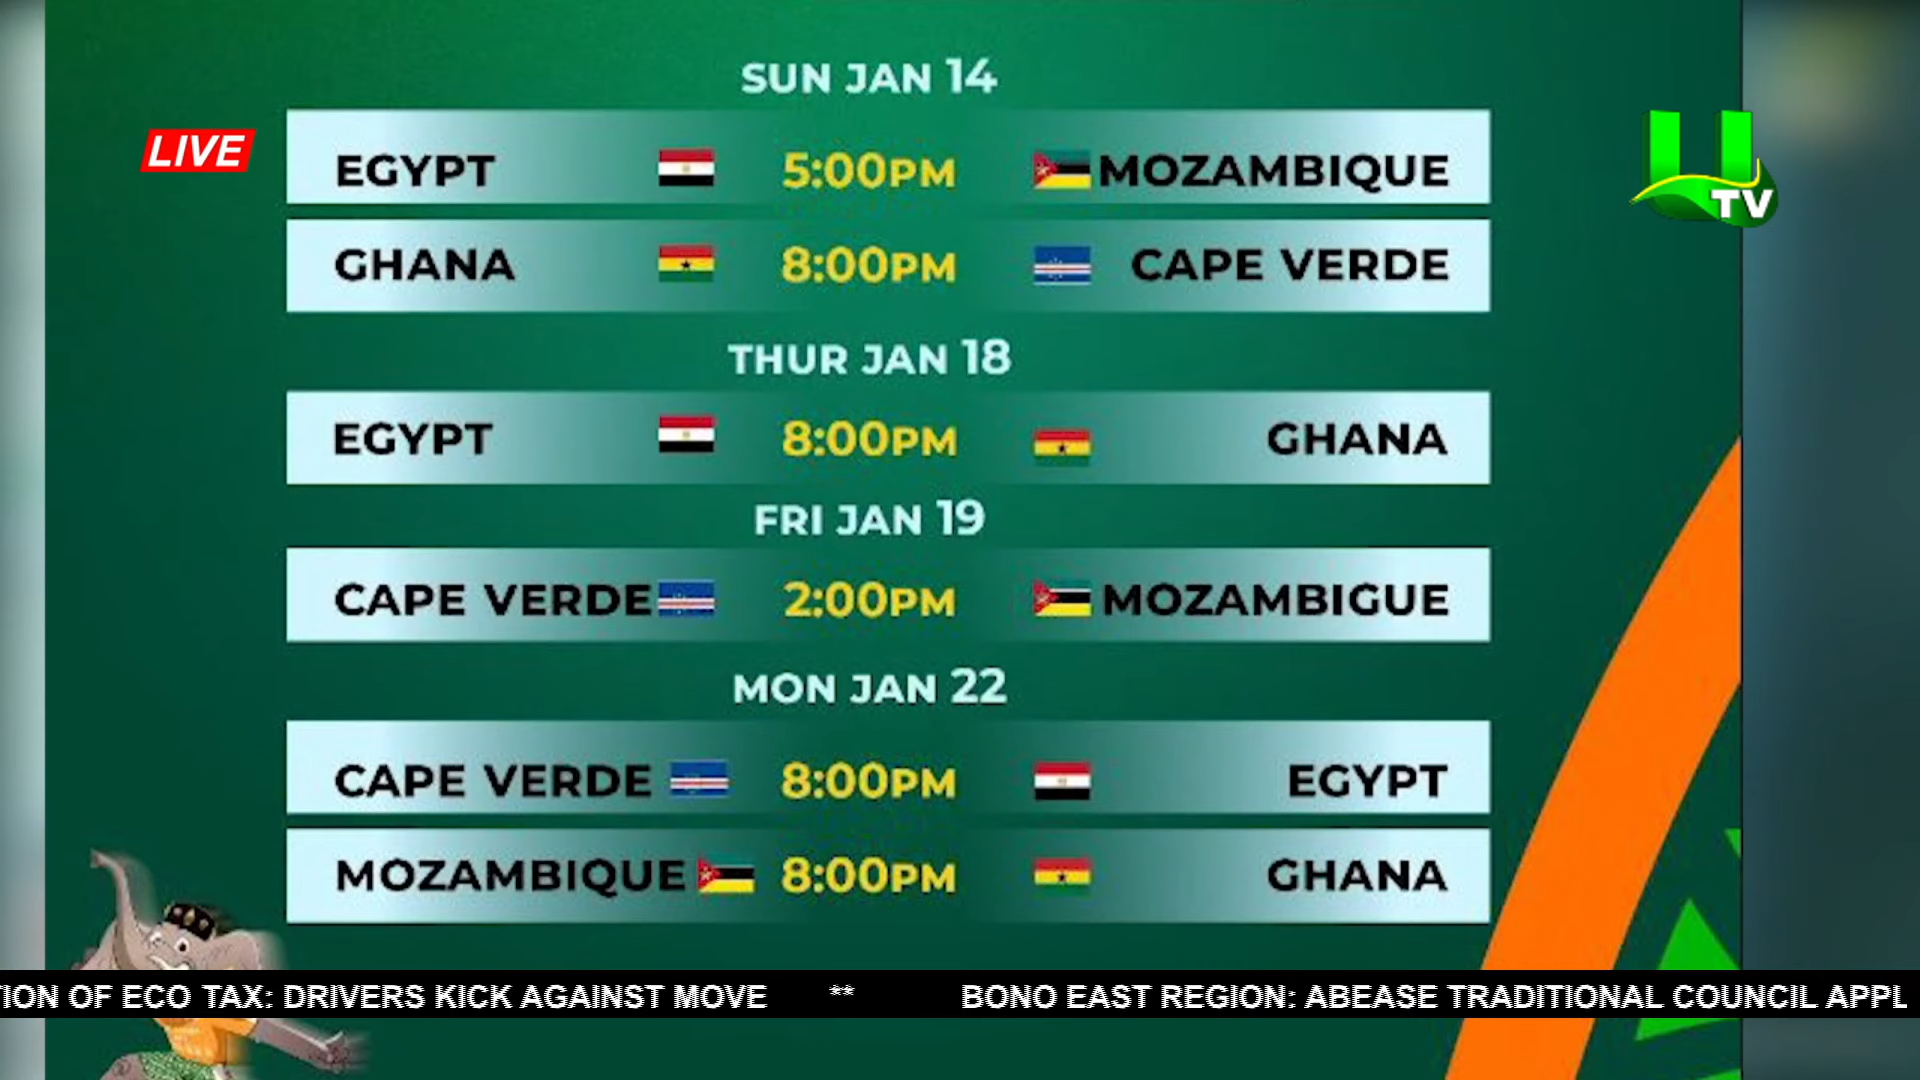 SUN JAN 14
LIVE
EGYPT 5:00PM MOZAMBIQUE
U TV
GHANA 8:00PM CAPE VERDE
THUR JAN 18
EGYPT 8:00PM GHANA
FRI JAN 19
CAPE VERDE 2:00PM MOZAMBIGUE
MON JAN 22
CAPE VERDE 8:00PM EGYPT
MOZAMBIQUE 8:00PM GHANA
TION OF ECO TAX: DRIVERS KICK AGAINST MOVE ** BONO EAST REGION: ABEASE TRADITIONAL COUNCIL APPL